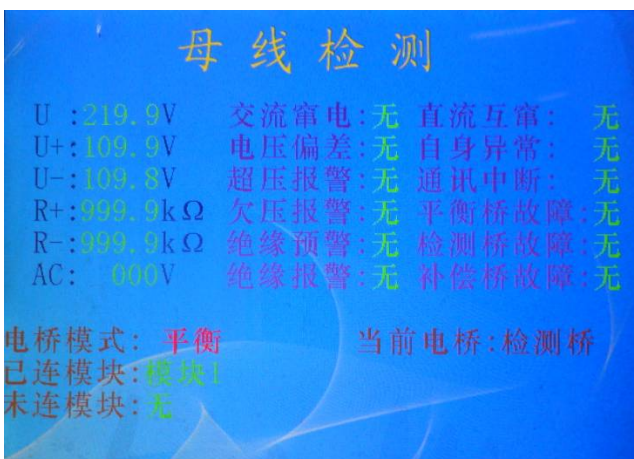 母线检测
U :219.9V 交流窜电:无 直流互窜: 无
U+:109.9V 电压偏差:无 自身异常: 无
U-:109.8V 超压报警:无 通讯中断: 无
R+:999.9kΩ 欠压报警:无 平衡桥故障:无
R-:999.9kΩ 绝缘预警:无 检测桥故障:无
AC: 000V 绝缘报警:无 补偿桥故障:无
电桥模式: 平衡 当前电桥:检测桥
已连模块:模块1
未连模块:无